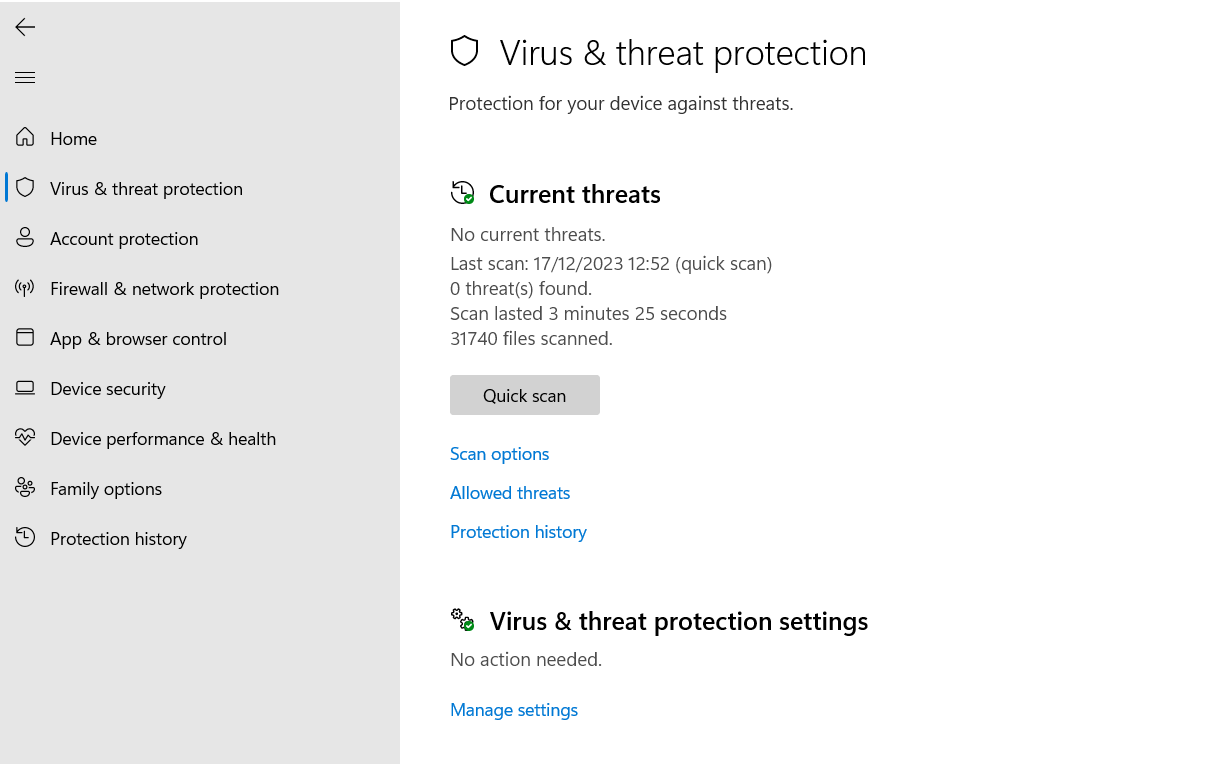 Home
Virus & threat protection
Account protection
Firewall & network protection
App & browser control
Device security
Device performance & health
Family options
Protection history
Virus & threat protection
Protection for your device against threats.
Current threats
No current threats.
Last scan: 17/12/2023 12:52 (quick scan)
0 threat(s) found.
Scan lasted 3 minutes 25 seconds
31740 files scanned.
Quick scan
Scan options
Allowed threats
Protection history
Virus & threat protection settings
No action needed.
Manage settings